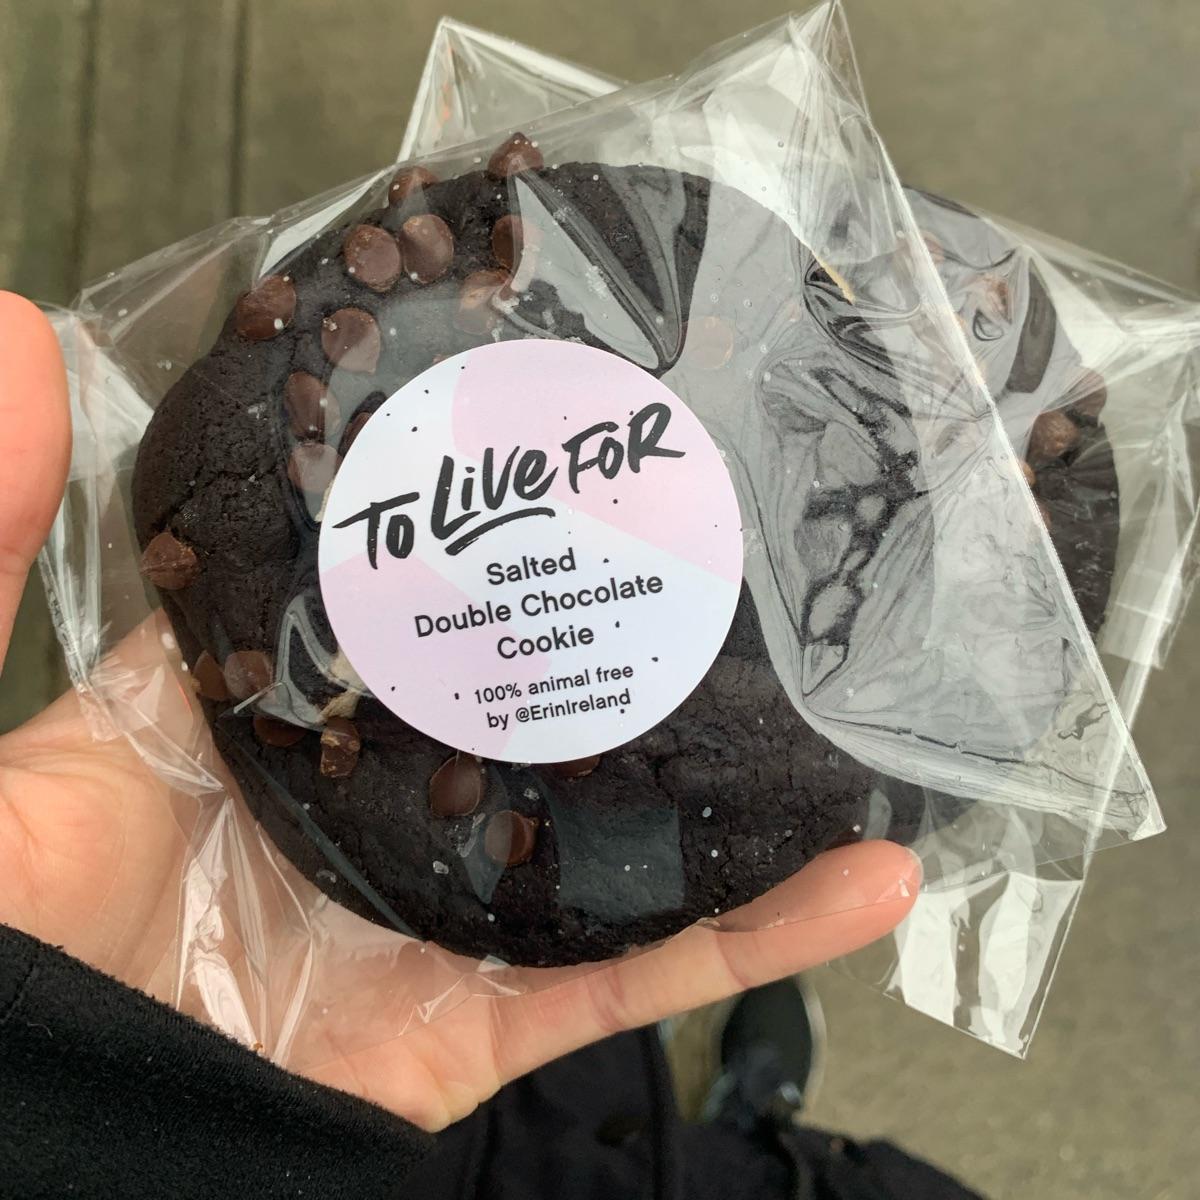 To Live For
Salted
Double Chocolate
Cookie
100% animal free
by @ErinIreland